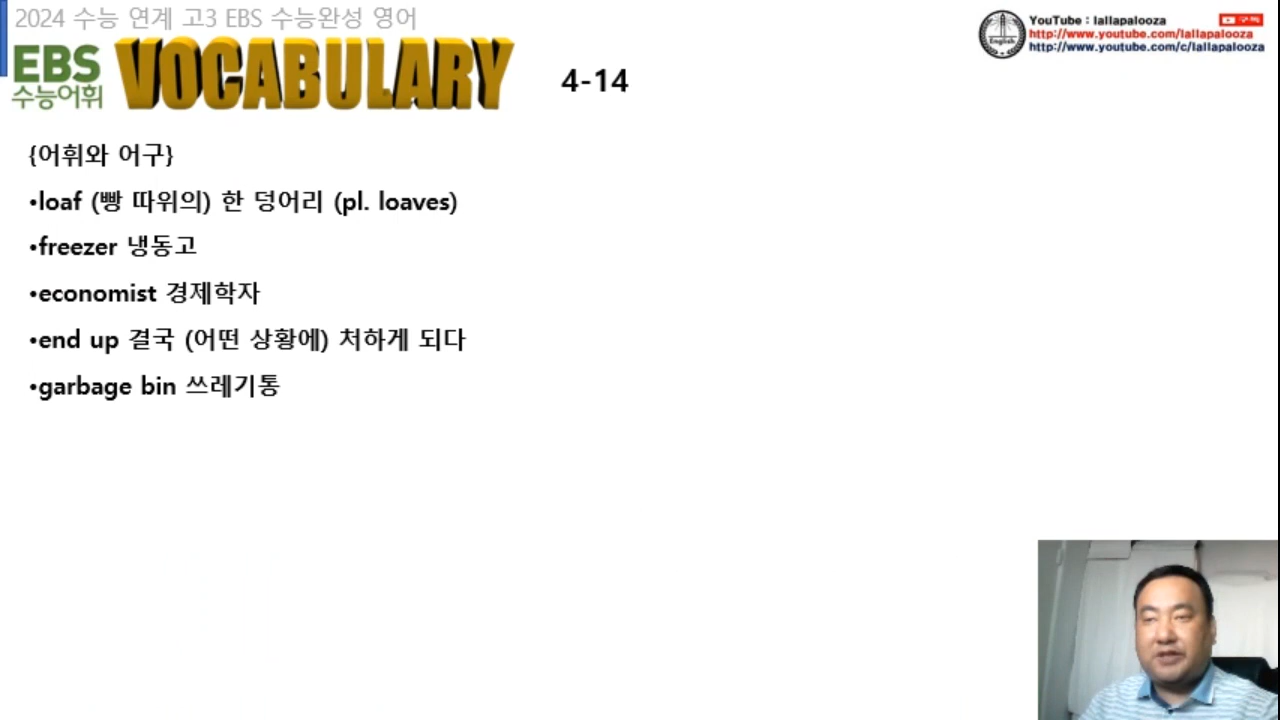 2024 수능 연계 고3 EBS 수능완성 영어
EBS
수능어휘
VOCABULARY
4-14
YouTube : lallapalooza
구독
http://www.youtube.com/lallapalooza
http://www.youtube.com/c/lallapalooza
English
{어휘와 어구}
•loaf (빵 따위의) 한 덩어리 (pl. loaves)
•freezer 냉동고
•economist 경제학자
•end up 결국 (어떤 상황에) 처하게 되다
•garbage bin 쓰레기통